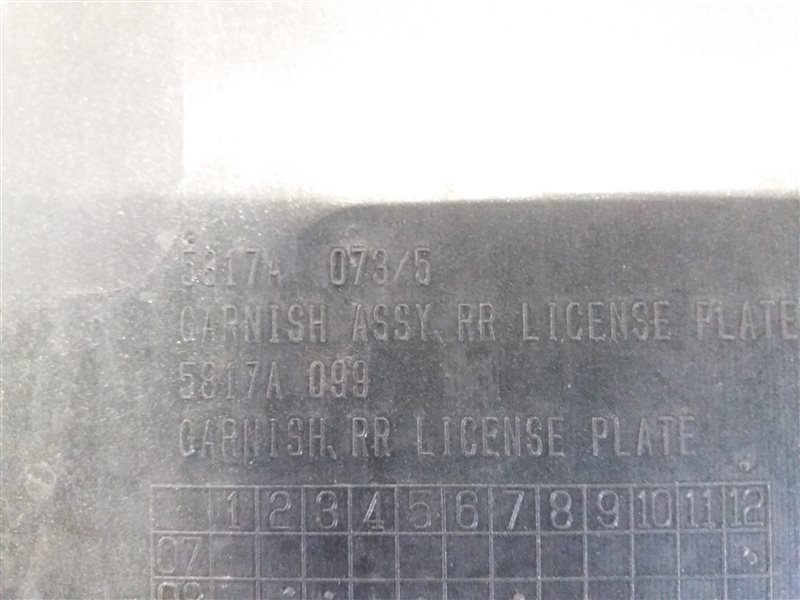 5817A 073/5
GARNISH ASSY, RR LICENSE PLATE
5817A 099
GARNISH, RR LICENSE PLATE
1 2 3 4 5 6 7 8 9 10 11 12
07
08